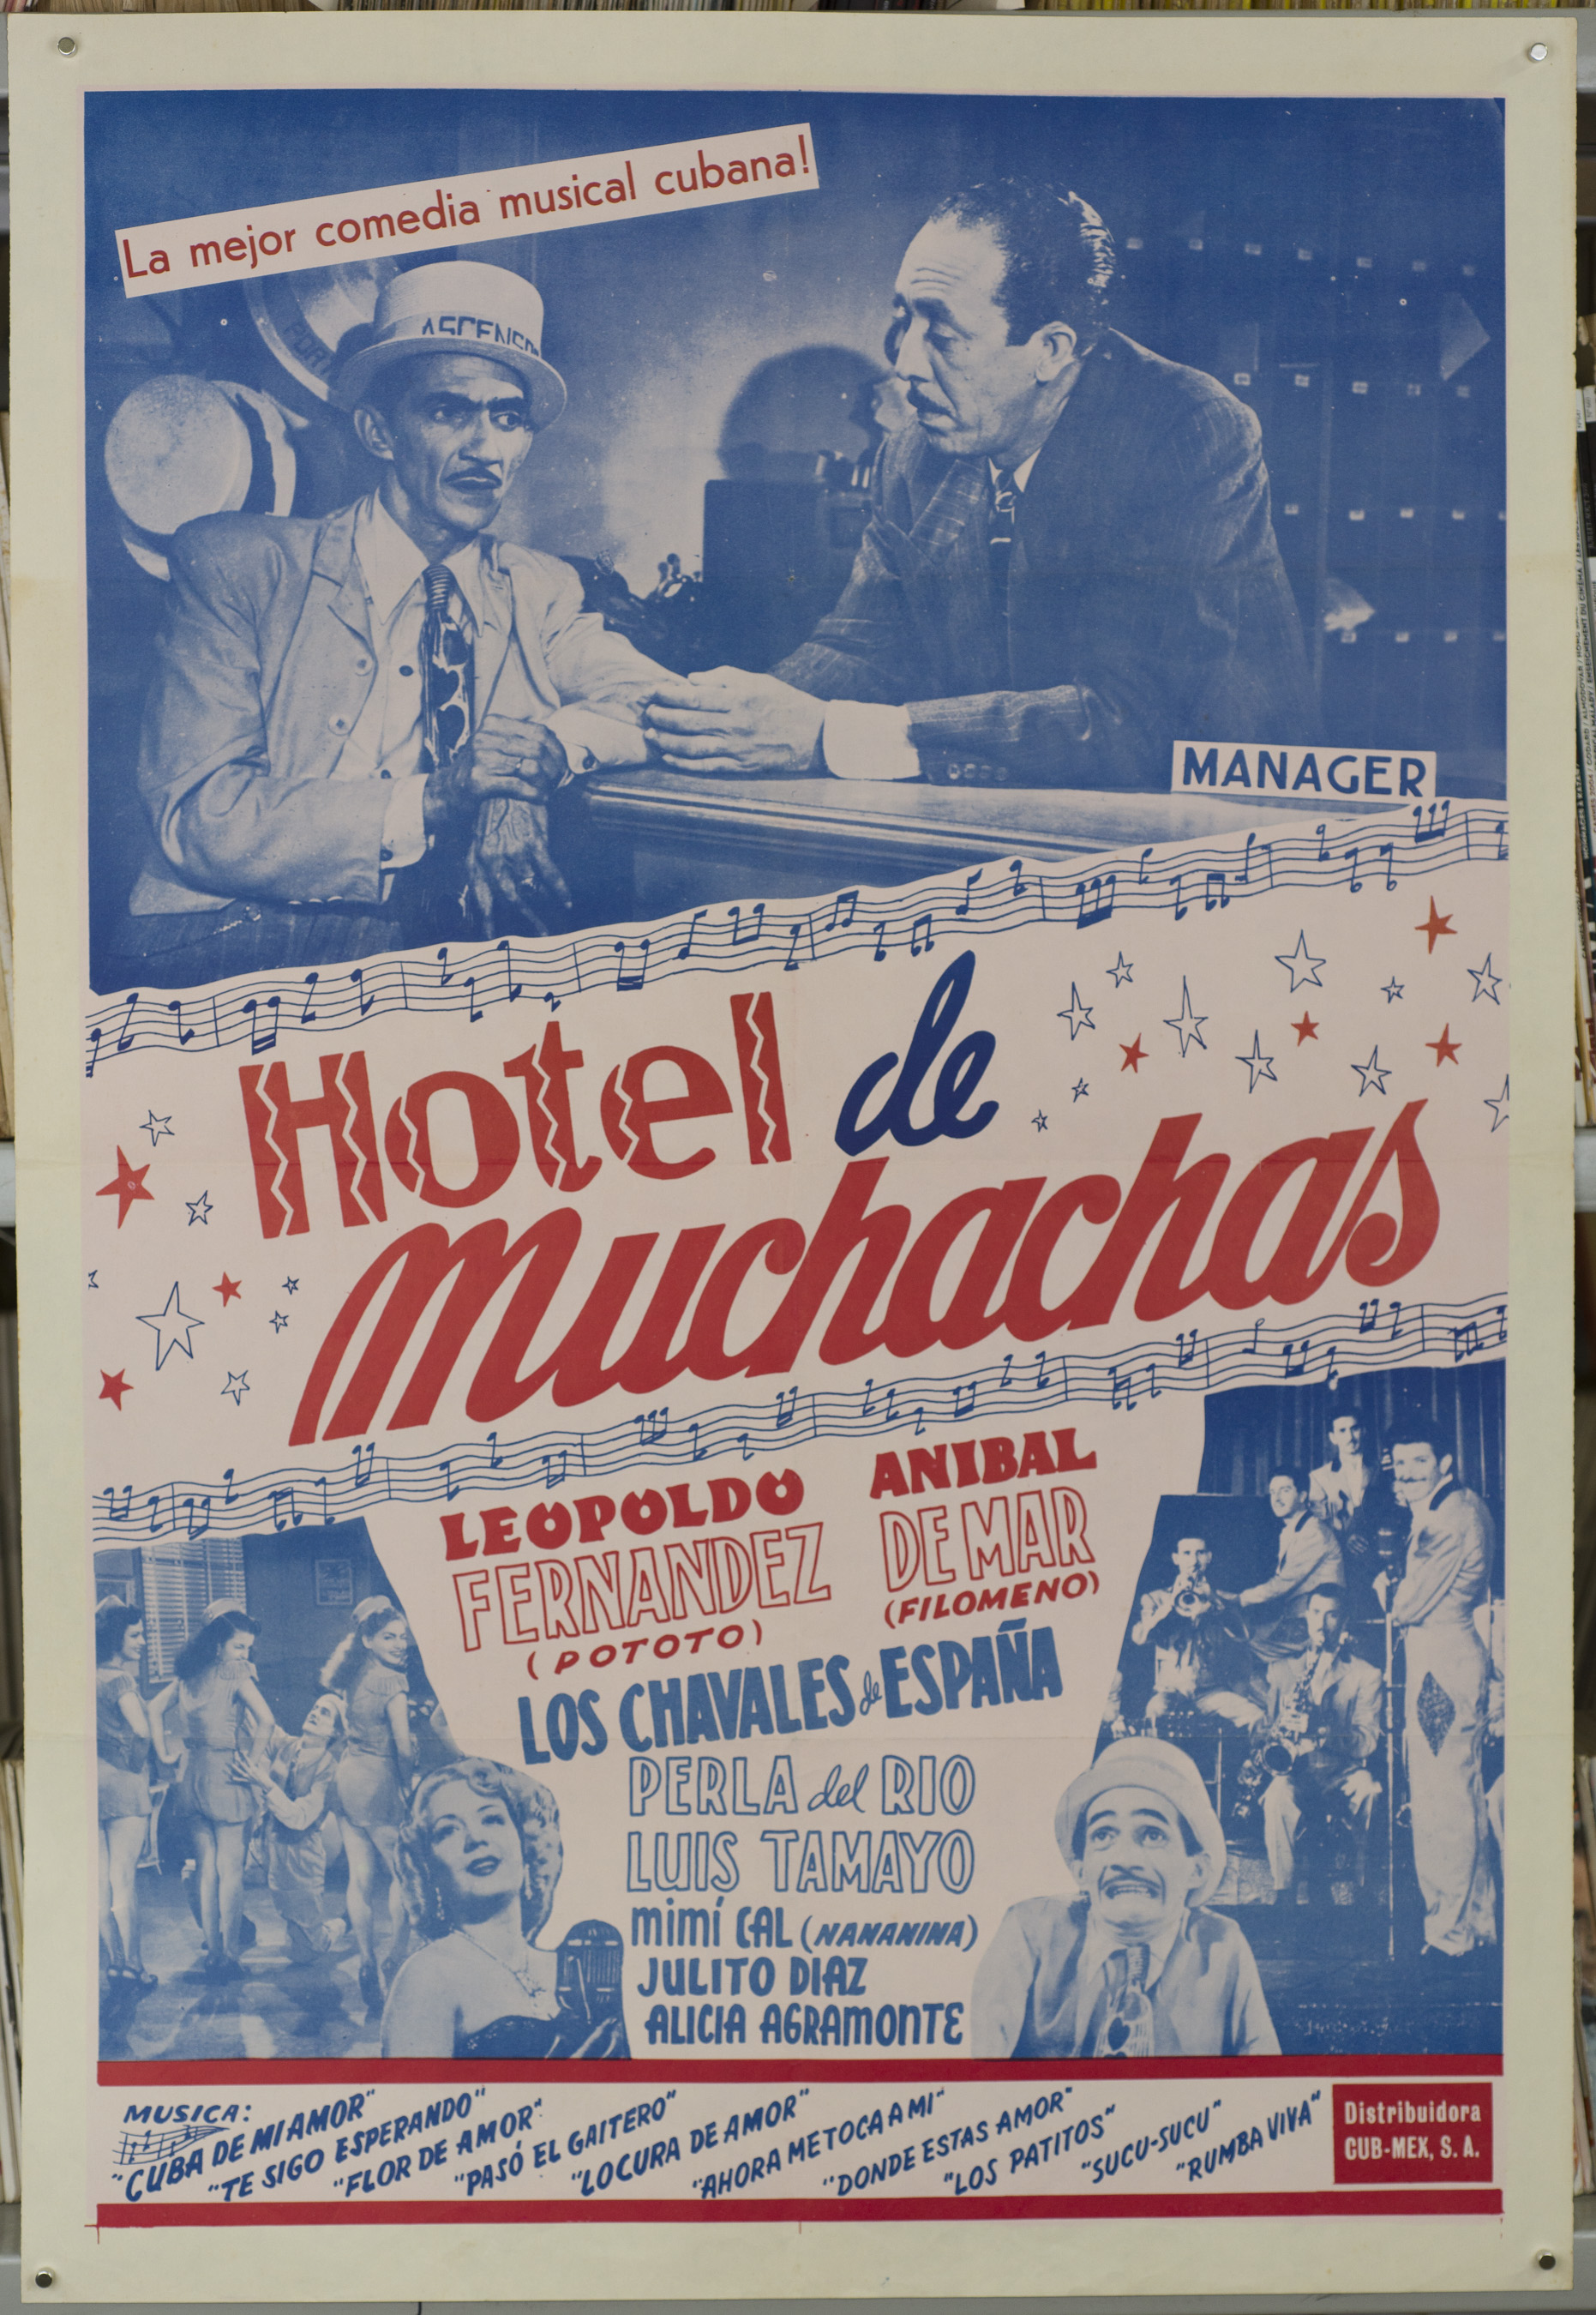 La mejor comedia musical cubana!
ASCENSO
MANAGER
Hotel de
Muchachas
LEOPOLDO
FERNANDEZ
(POTOTO)
ANIBAL
DE MAR
(FILOMENO)
LOS CHAVALES de ESPAÑA
PERLA del RIO
LUIS TAMAYO
mimí CAL (NANANINA)
JULITO DIAZ
ALICIA AGRAMONTE
MUSICA:
"CUBA DE MI AMOR"
"TE SIGO ESPERANDO"
"FLOR DE AMOR"
"PASÓ EL GAITERO"
"LOCURA DE AMOR"
"AHORA ME TOCA A MI"
"DONDE ESTAS AMOR"
"LOS PATITOS"
"SUCU-SUCU"
"RUMBA VIVA"
Distribuidora
CUB-MEX, S. A.